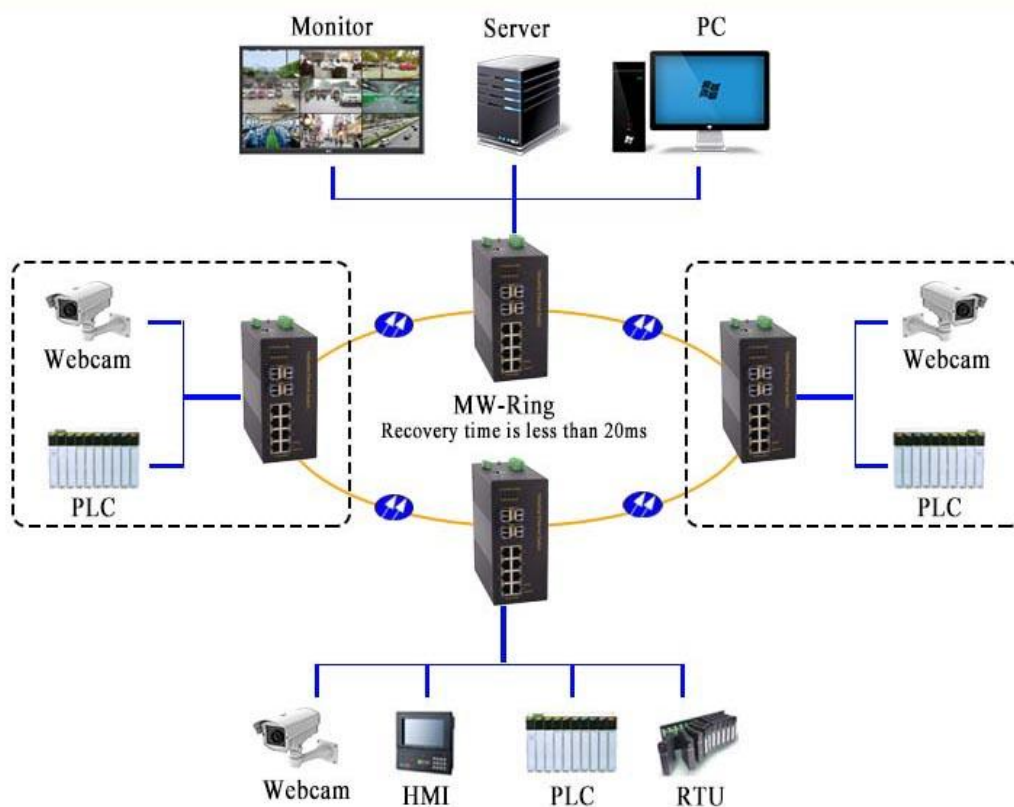 Monitor
Server
PC
Webcam
PLC
MW-Ring
Recovery time is less than 20ms
Webcam
PLC
Webcam
HMI
PLC
RTU